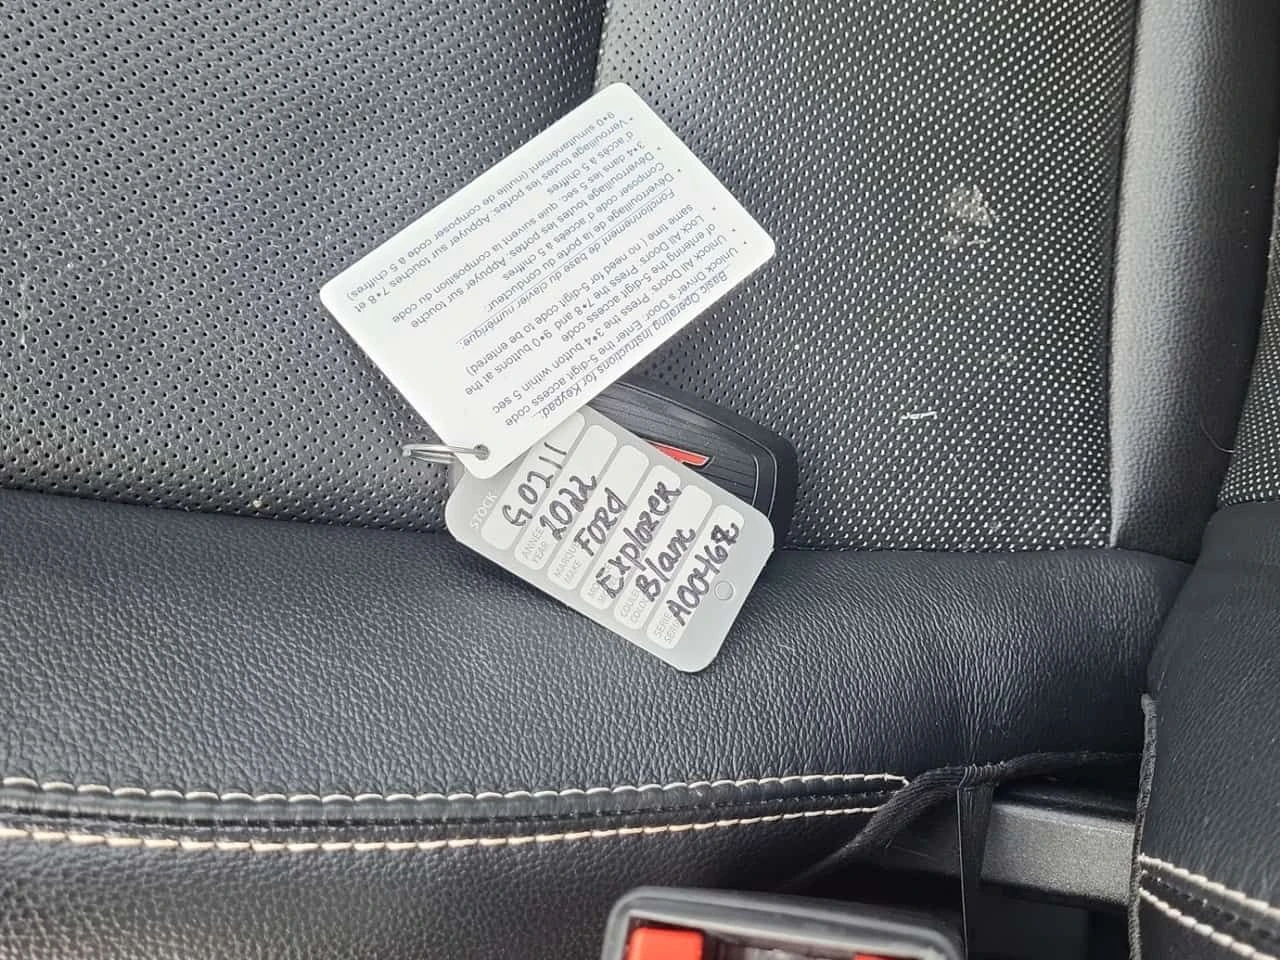 Basic Operating Instructions for Keypad:
Unlock Driver's Door: Enter the 5-digit access code
Unlock All Doors: Press the 3•4 button within 5 sec
of entering the 5-digit access code
Lock All Doors: Press the 7•8 and 9•0 buttons at the
same time (no need for 5-digit code to be entered)
Fonctionnement de base du clavier numérique:
Déverrouillage de la porte du conducteur:
composer code d'accès à 5 chiffres
Déverrouillage toutes les portes: Appuyer sur touche
3•4 dans les 5 sec. que suivent la composition du code
d'accès à 5 chiffres
Verrouillage toutes les portes: Appuyer sur touches 7•8 et
9•0 simultanément (inutile de composer code à 5 chiffres)
STOCK G0211
ANNÉE
YEAR 2022
MARQUE
MAKE Ford
Explorer
COULEUR
COLOR Blanc
SERIE